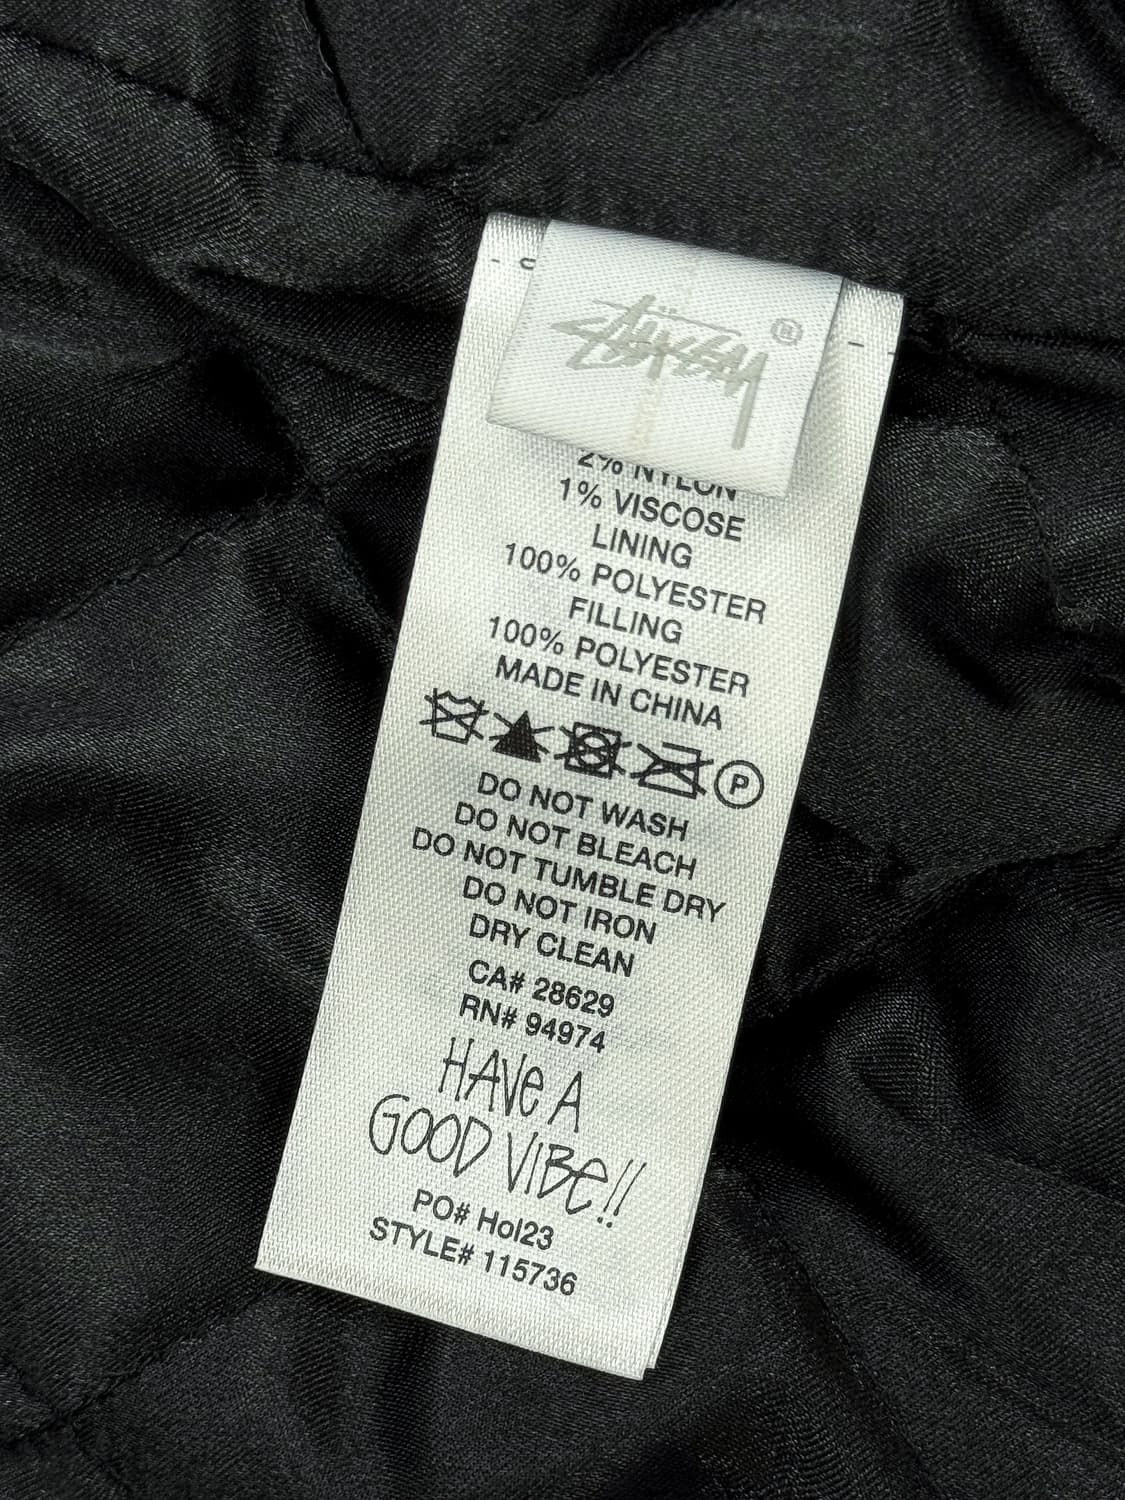 Stüssy ®
2% NYLON
1% VISCOSE
LINING
100% POLYESTER
FILLING
100% POLYESTER
MADE IN CHINA
P
DO NOT WASH
DO NOT BLEACH
DO NOT TUMBLE DRY
DO NOT IRON
DRY CLEAN
CA# 28629
RN# 94974
HAVe A
GOOD VIBe!!
PO# Hol23
STYLE# 115736